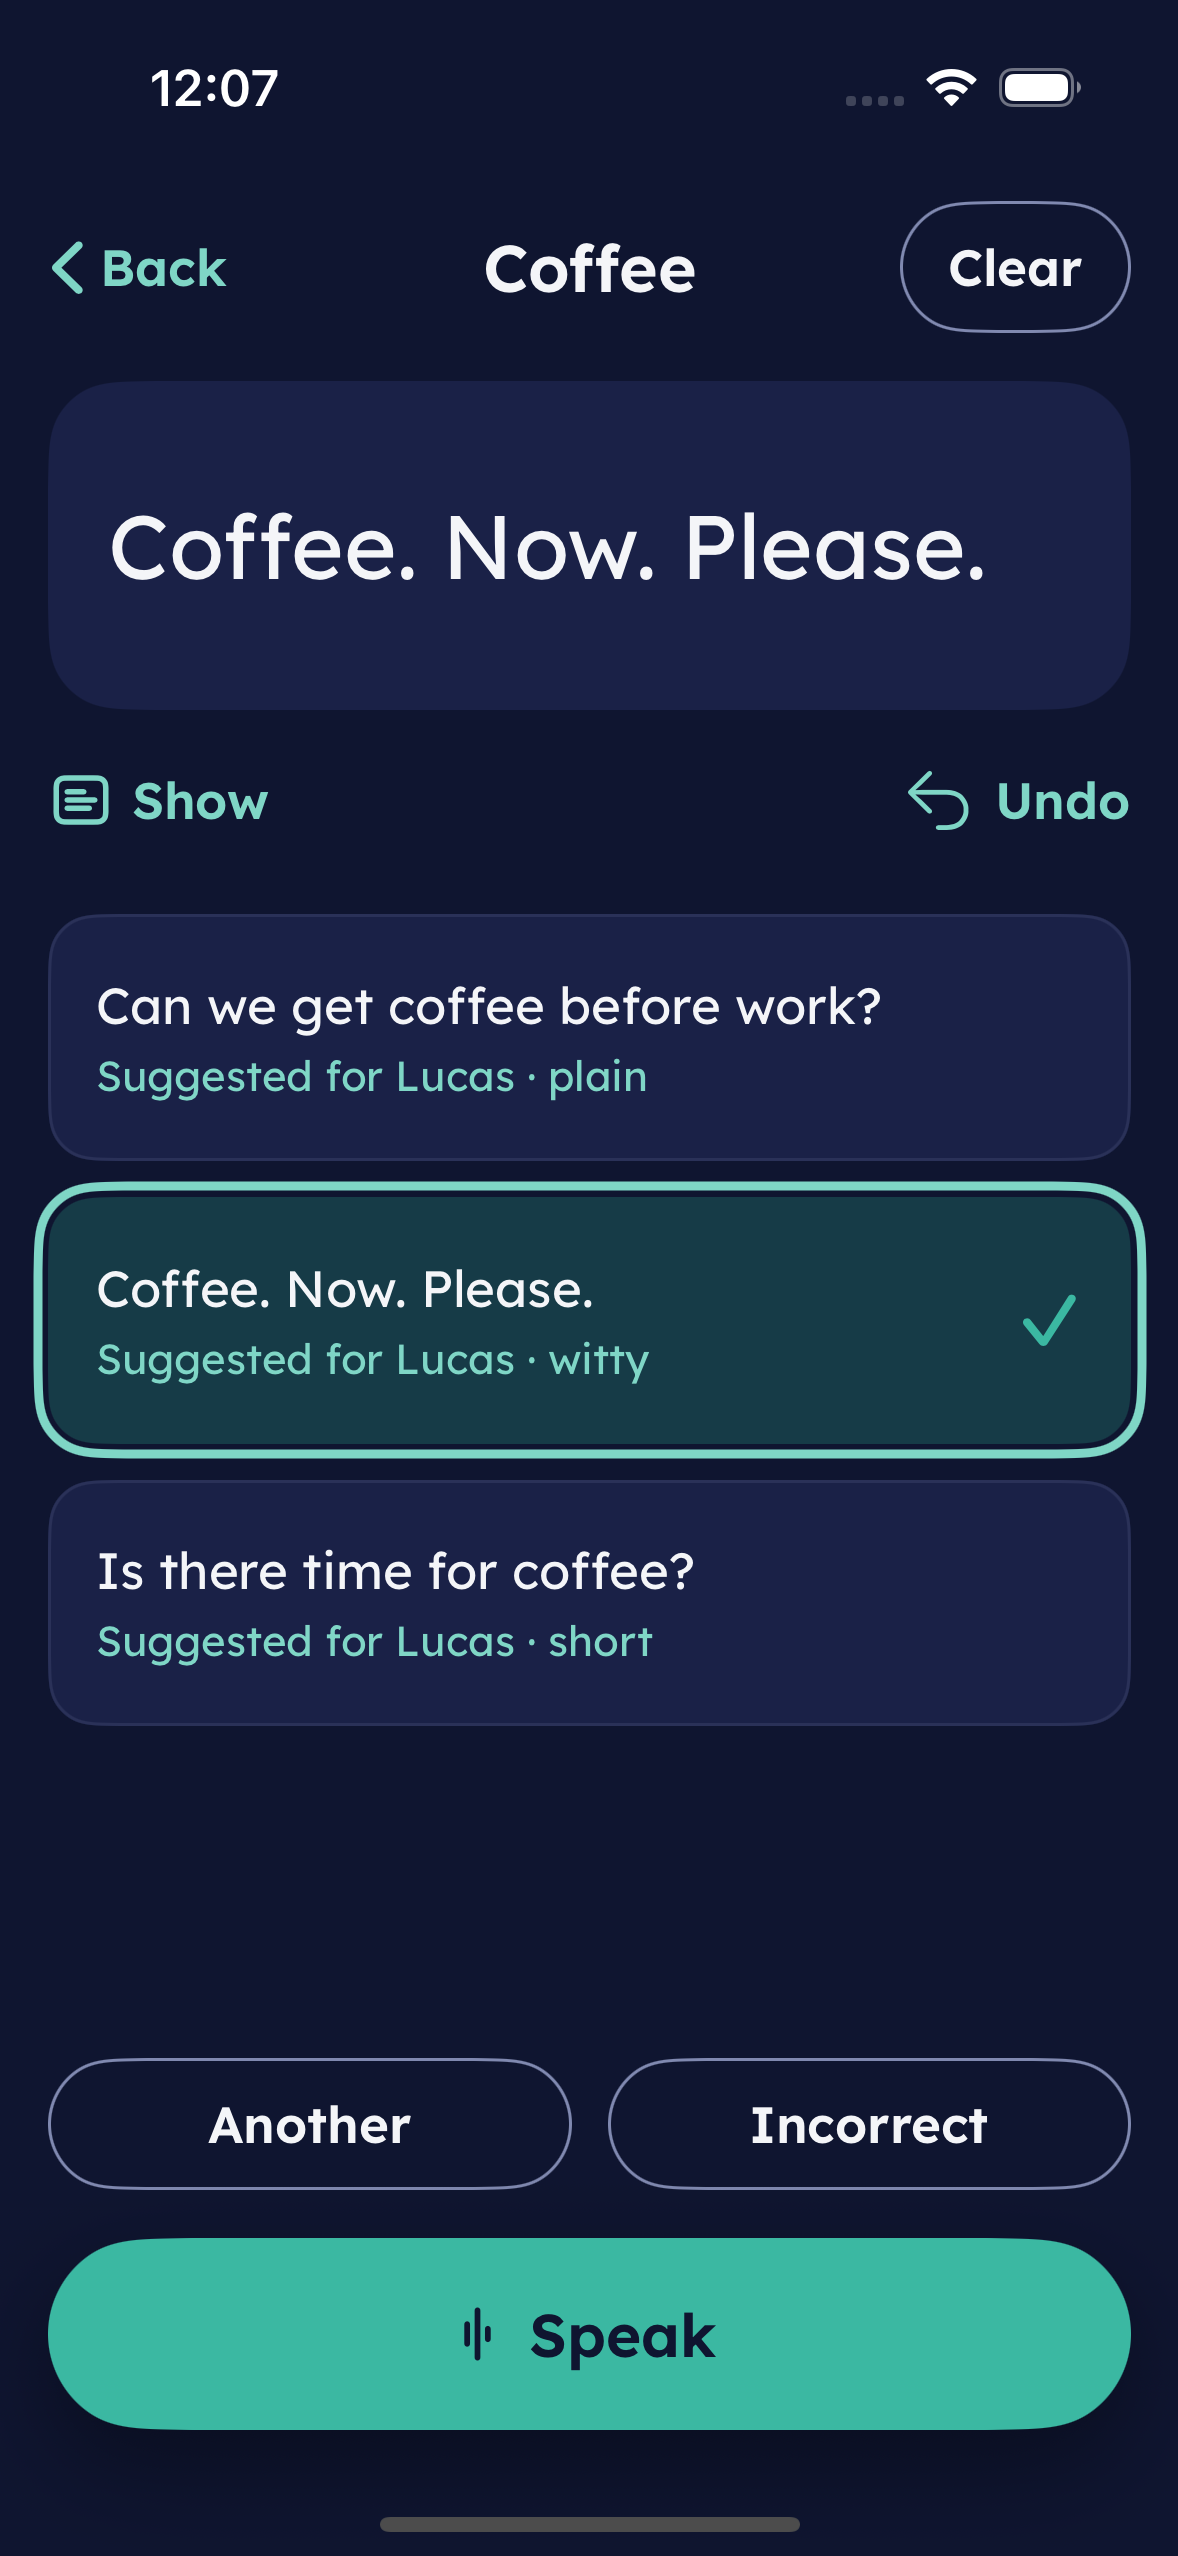 12:07
Back
Coffee
Clear
Coffee. Now. Please.
Show
Undo
Can we get coffee before work?
Suggested for Lucas · plain
Coffee. Now. Please.
Suggested for Lucas · witty
Is there time for coffee?
Suggested for Lucas · short
Another
Incorrect
Speak